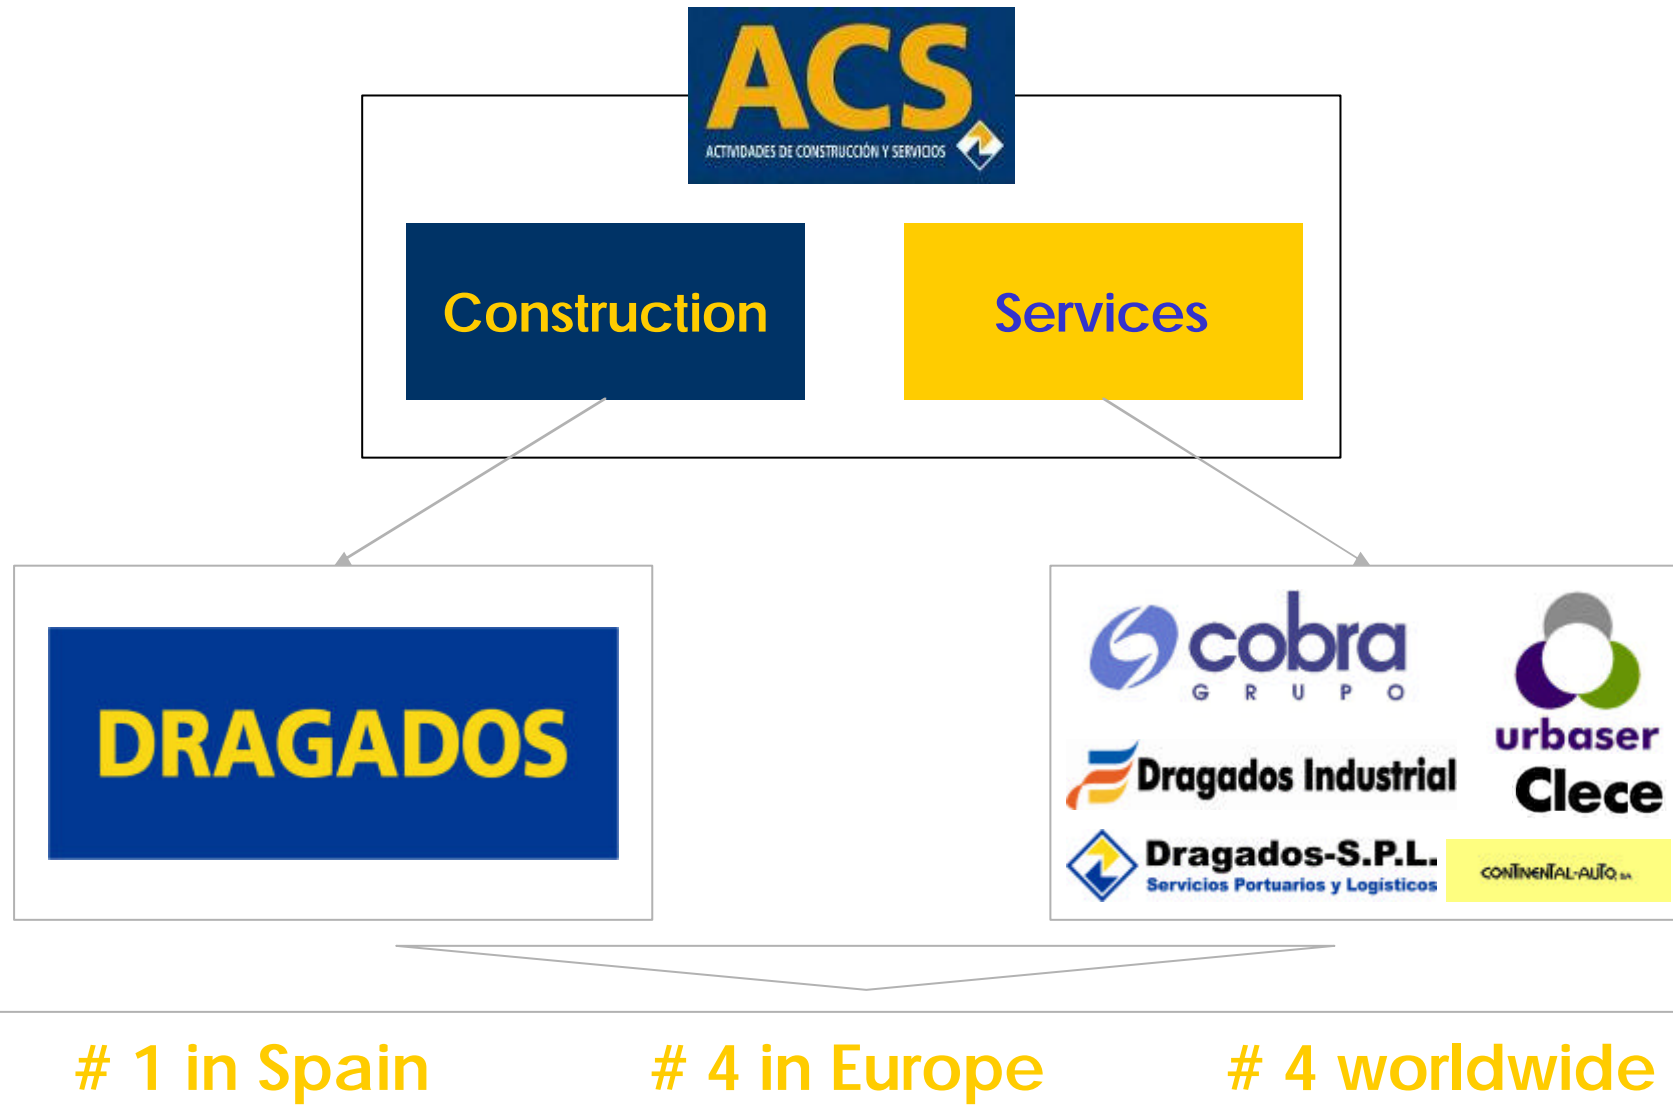 ACS
ACTIVIDADES DE CONSTRUCCIÓN Y SERVICIOS
Construction
Services
DRAGADOS
cobra
GRUPO
urbaser
Dragados Industrial
Clece
Dragados-S.P.L.
Servicios Portuarios y Logísticos
CONTINENTAL-AUTO, S.A.
# 1 in Spain
# 4 in Europe
# 4 worldwide